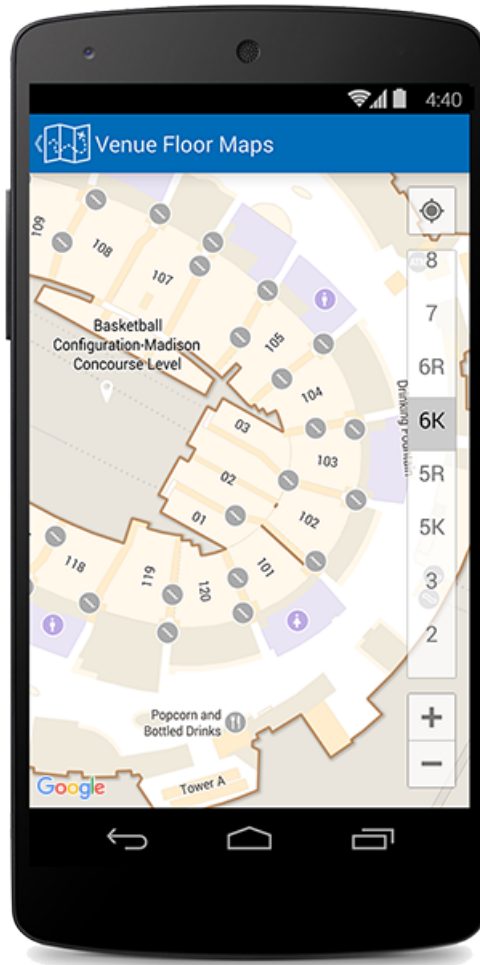 4:40
Venue Floor Maps
109
108
107
Basketball
Configuration-Madison
Concourse Level
105
104
03
103
02
01
102
101
118
119
120
Drinking Fountain
8
7
6R
6K
5R
5K
3
2
+
−
Popcorn and
Bottled Drinks
Tower A
Google